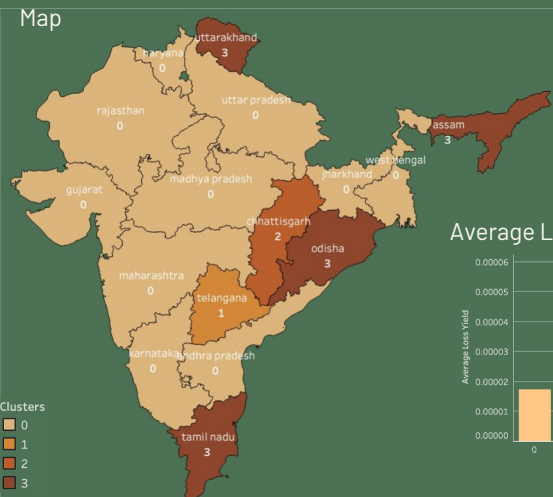 Map
uttarakhand
3
haryana
0
rajasthan
0
uttar pradesh
0
assam
3
west bengal
0
jharkhand
0
madhya pradesh
0
gujarat
0
chhattisgarh
2
odisha
3
maharashtra
0
telangana
1
karnataka
0
andhra pradesh
0
tamil nadu
3
Clusters
0
1
2
3
Average L
Average Loss Yield
0.00006
0.00005
0.00004
0.00003
0.00002
0.00001
0.00000
0